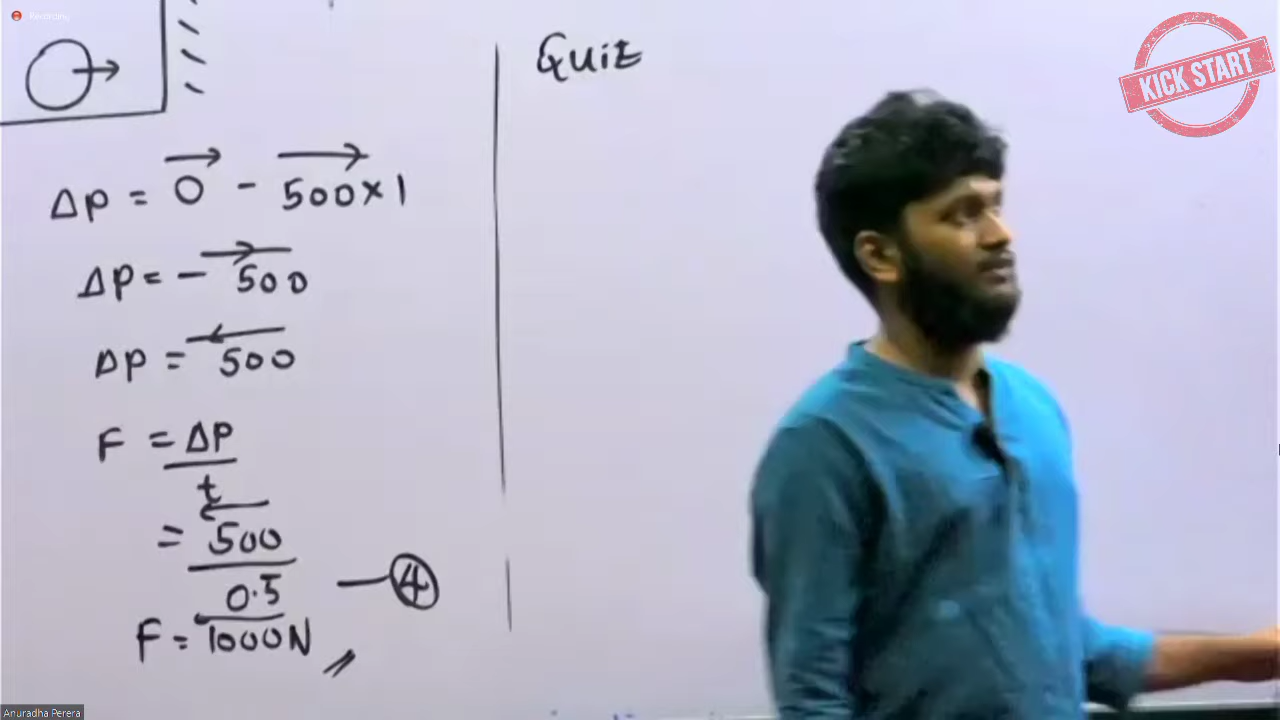 Recording
KICK START
Quiz
Δp = 0 - 500×1
Δp = - 500
Δp = 500
F = Δp
t
= 500
0.5
④
F = 1000N
Anuradha Perera